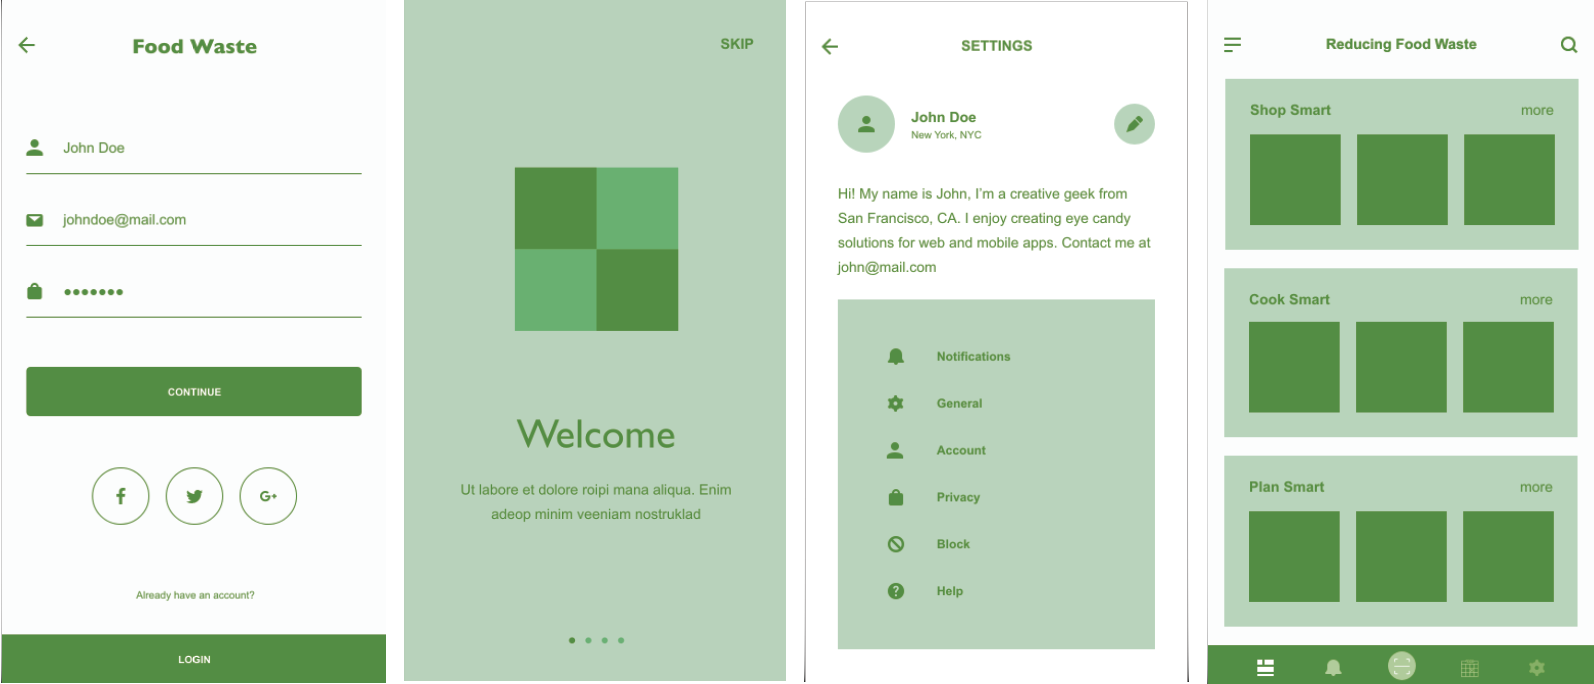 Food Waste
John Doe
johndoe@mail.com
CONTINUE
Already have an account?
LOGIN
SKIP
Welcome
Ut labore et dolore roipi mana aliqua. Enim
adeop minim veeniam nostruklad
SETTINGS
John Doe
New York, NYC
Hi! My name is John, I'm a creative geek from
San Francisco, CA. I enjoy creating eye candy
solutions for web and mobile apps. Contact me at
john@mail.com
Notifications
General
Account
Privacy
Block
Help
Reducing Food Waste
Shop Smart more
Cook Smart more
Plan Smart more